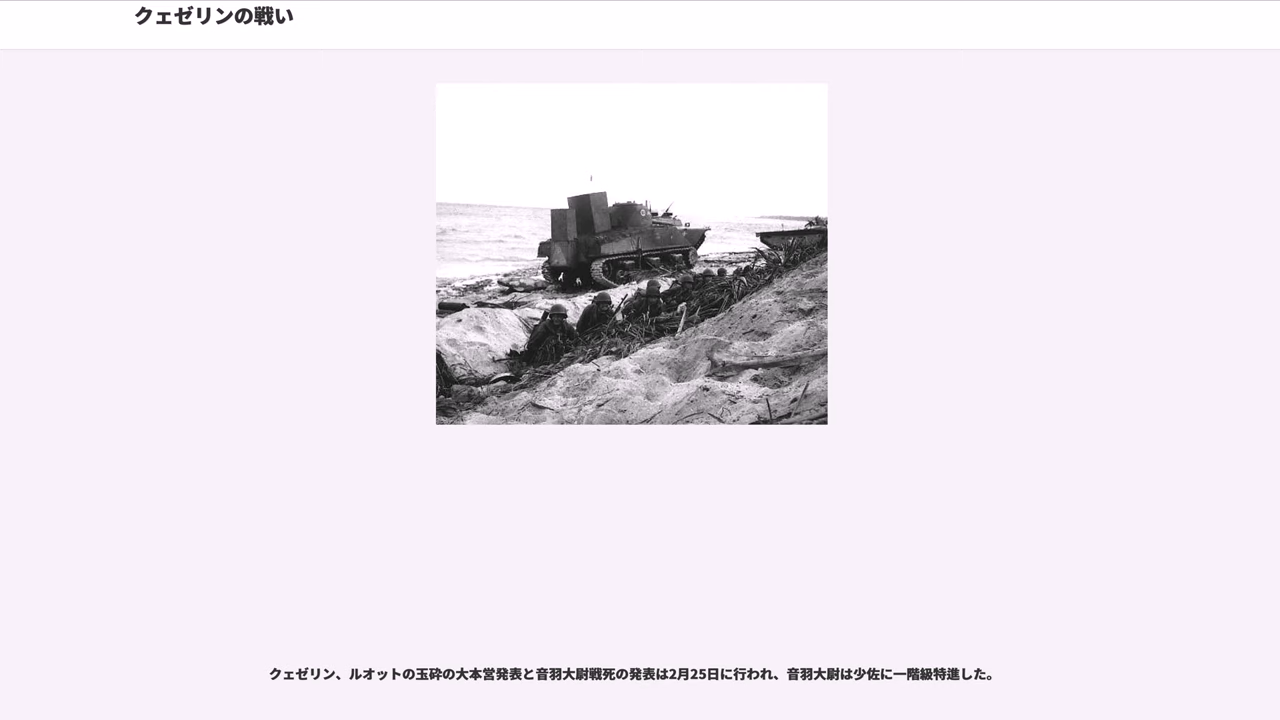 クェゼリンの戦い
クェゼリン、ルオットの玉砕の大本営発表と音羽大尉戦死の発表は2月25日に行われ、音羽大尉は少佐に一階級特進した。